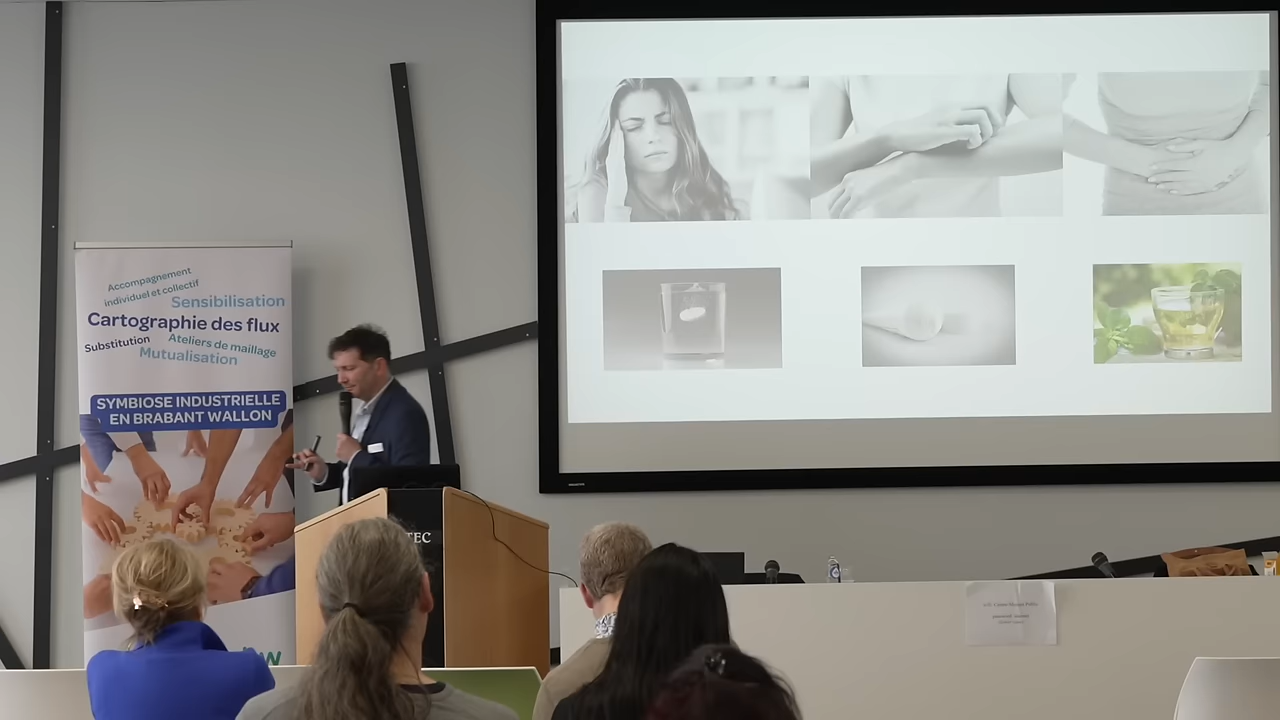 Accompagnement
individuel et collectif
Sensibilisation
Cartographie des flux
Substitution
Ateliers de maillage
Mutualisation
SYMBIOSE INDUSTRIELLE
EN BRABANT WALLON
TEC